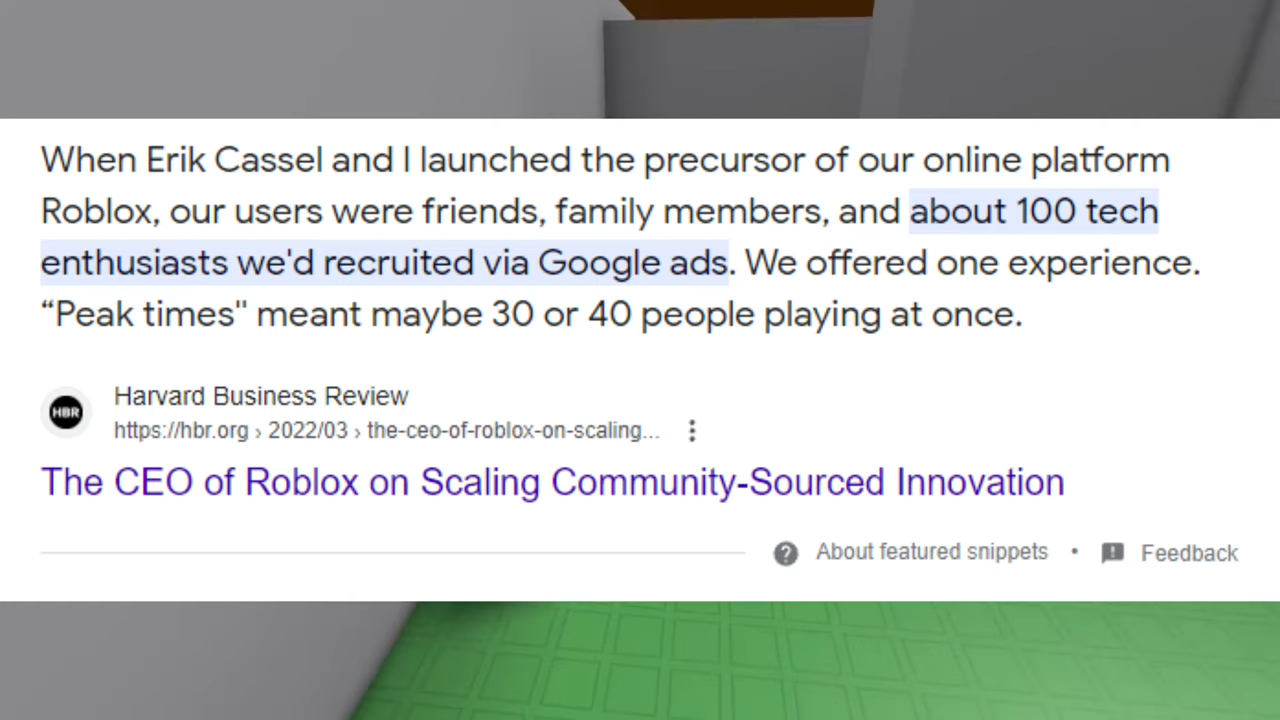 When Erik Cassel and I launched the precursor of our online platform
Roblox, our users were friends, family members, and about 100 tech
enthusiasts we'd recruited via Google ads. We offered one experience.
“Peak times" meant maybe 30 or 40 people playing at once.
HBR
Harvard Business Review
https://hbr.org › 2022/03 › the-ceo-of-roblox-on-scaling...
The CEO of Roblox on Scaling Community-Sourced Innovation
About featured snippets • Feedback